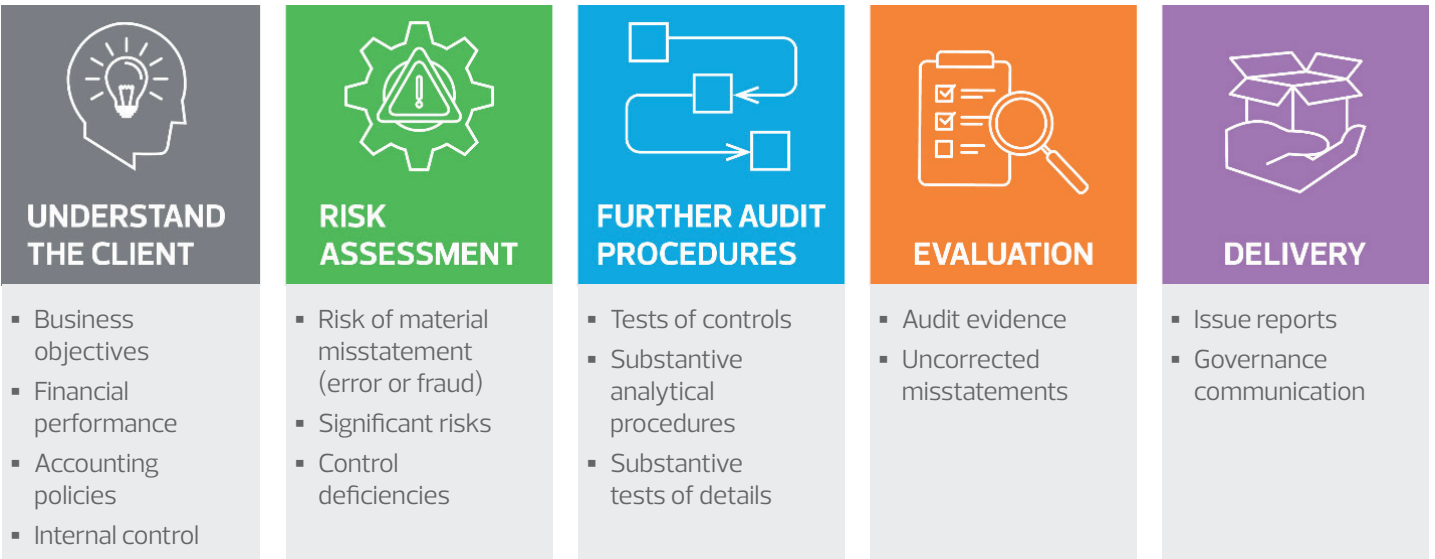 UNDERSTAND
THE CLIENT
▪ Business
objectives
▪ Financial
performance
▪ Accounting
policies
▪ Internal control
RISK
ASSESSMENT
▪ Risk of material
misstatement
(error or fraud)
▪ Significant risks
▪ Control
deficiencies
FURTHER AUDIT
PROCEDURES
▪ Tests of controls
▪ Substantive
analytical
procedures
▪ Substantive
tests of details
EVALUATION
▪ Audit evidence
▪ Uncorrected
misstatements
DELIVERY
▪ Issue reports
▪ Governance
communication